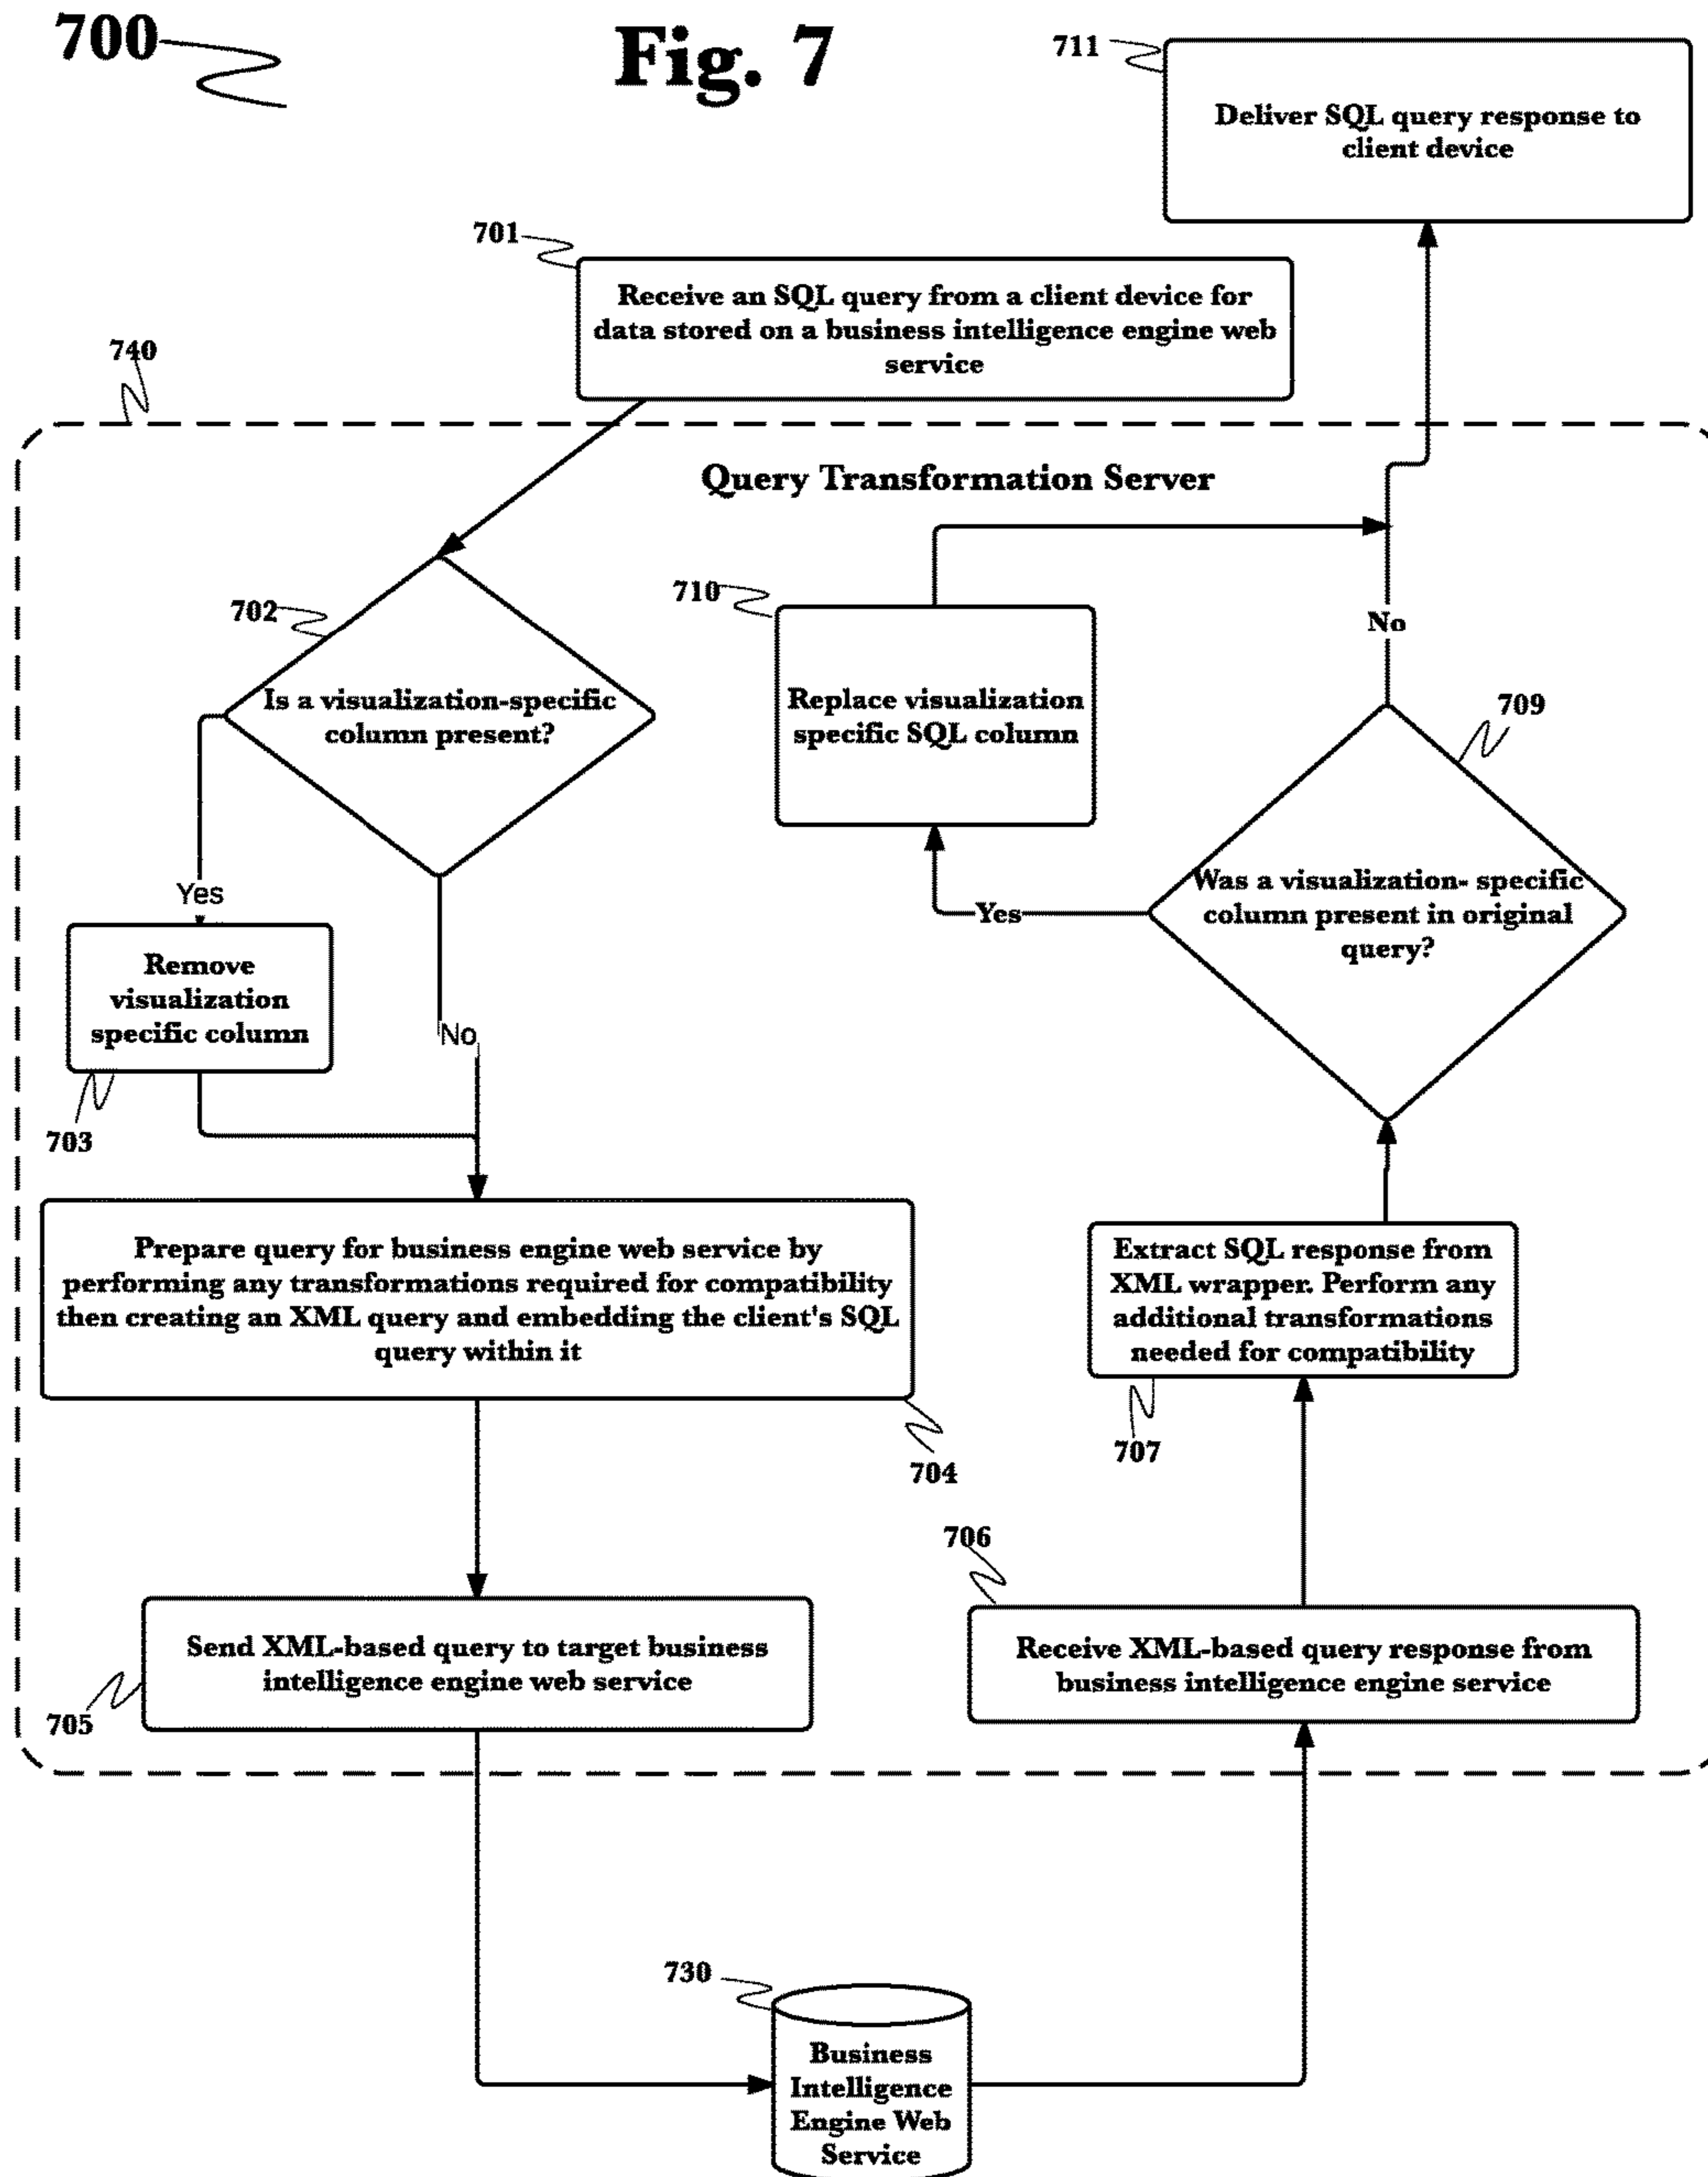 700
Fig. 7
711
Deliver SQL query response to
client device
701
Receive an SQL query from a client device for
data stored on a business intelligence engine web
service
740
Query Transformation Server
702
Is a visualization-specific
column present?
Yes
No
Remove
visualization
specific column
703
710
Replace visualization
specific SQL column
No
709
Was a visualization- specific
column present in original
query?
Yes
Prepare query for business engine web service by
performing any transformations required for compatibility
then creating an XML query and embedding the client's SQL
query within it
704
Extract SQL response from
XML wrapper. Perform any
additional transformations
needed for compatibility
707
Send XML-based query to target business
intelligence engine web service
705
706
Receive XML-based query response from
business intelligence engine service
730
Business
Intelligence
Engine Web
Service